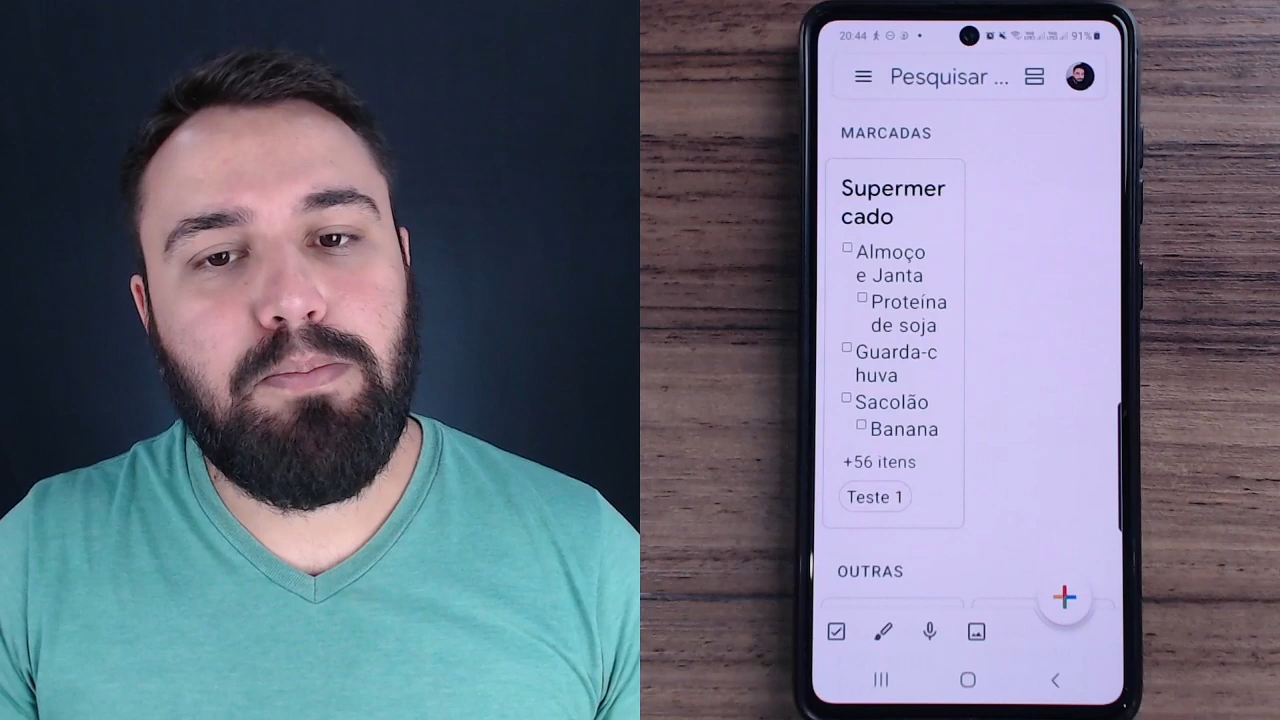 20:44
91%
Pesquisar ...
MARCADAS
Supermer
cado
Almoço
e Janta
Proteína
de soja
Guarda-c
huva
Sacolão
Banana
+56 itens
Teste 1
OUTRAS